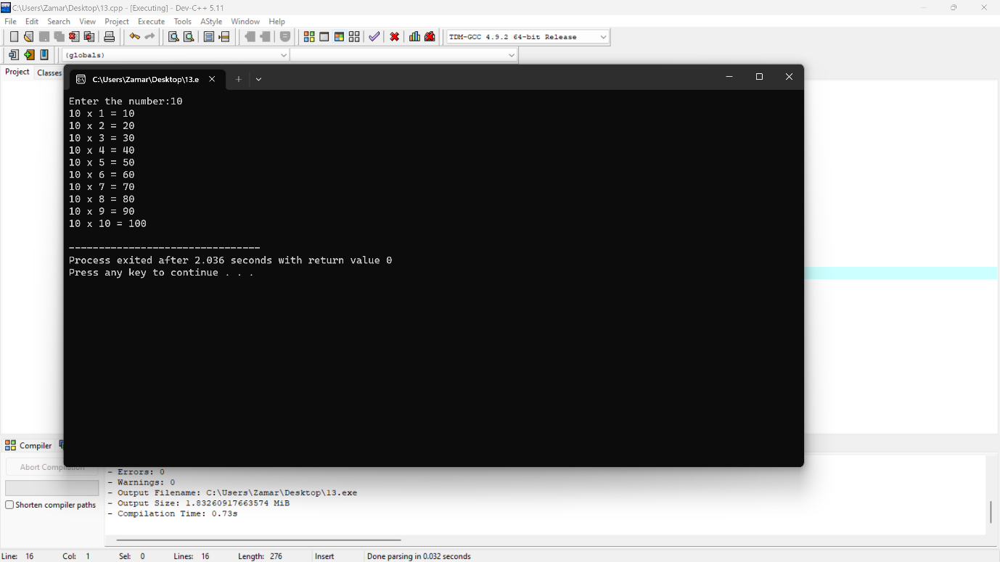 C:\Users\Zamar\Desktop\13.cpp - [Executing] - Dev-C++ 5.11
File Edit Search View Project Execute Tools AStyle Window Help
TDM-GCC 4.9.2 64-bit Release
(globals)
Project Classes
C:\Users\Zamar\Desktop\13.e
Enter the number:10
10 x 1 = 10
10 x 2 = 20
10 x 3 = 30
10 x 4 = 40
10 x 5 = 50
10 x 6 = 60
10 x 7 = 70
10 x 8 = 80
10 x 9 = 90
10 x 10 = 100
--------------------------------
Process exited after 2.036 seconds with return value 0
Press any key to continue . . .
Compiler
Abort Compilation
Shorten compiler paths
- Errors: 0
- Warnings: 0
- Output Filename: C:\Users\Zamar\Desktop\13.exe
- Output Size: 1.83260917663574 MiB
- Compilation Time: 0.73s
Line: 16 Col: 1 Sel: 0 Lines: 16 Length: 276 Insert Done parsing in 0.032 seconds